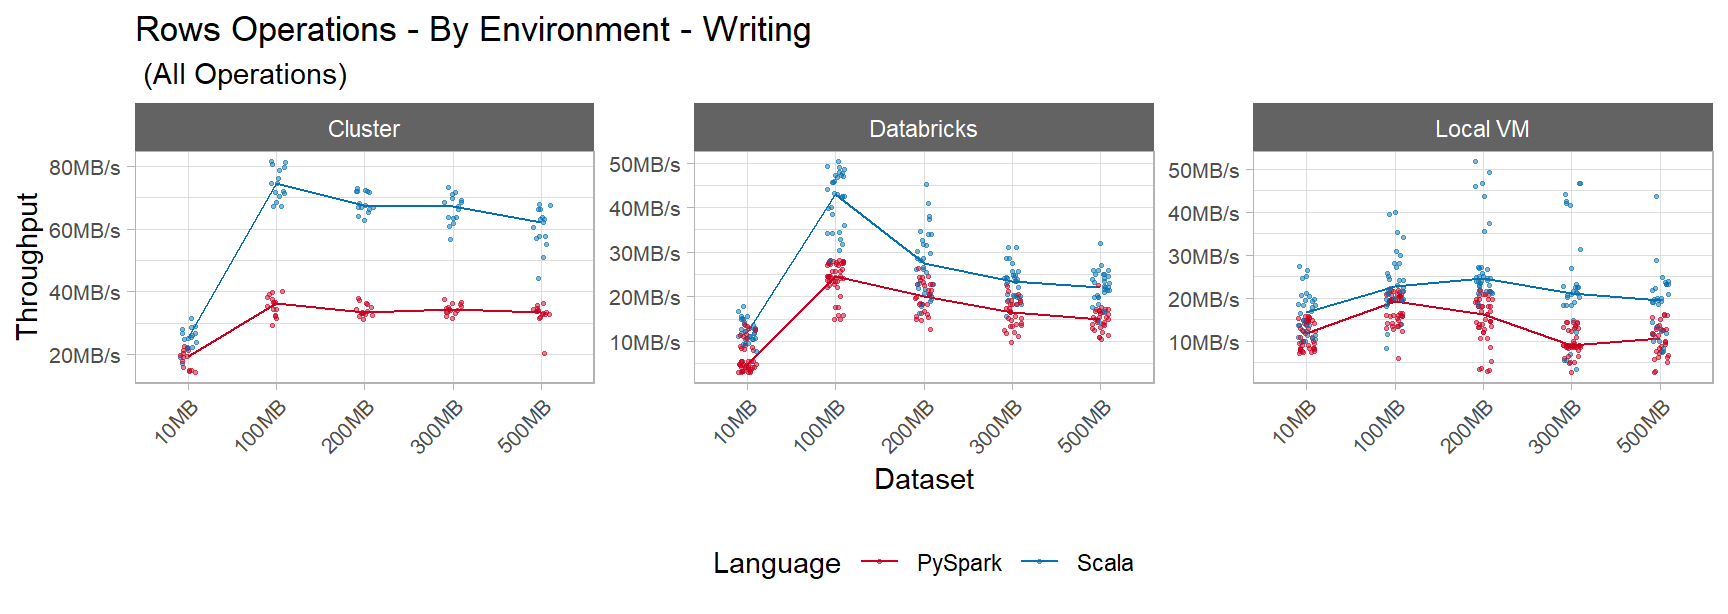 Rows Operations - By Environment - Writing
(All Operations)
Cluster
Databricks
Local VM
Throughput
80MB/s
60MB/s
40MB/s
20MB/s
50MB/s
40MB/s
30MB/s
20MB/s
10MB/s
50MB/s
40MB/s
30MB/s
20MB/s
10MB/s
10MB
100MB
200MB
300MB
500MB
10MB
100MB
200MB
300MB
500MB
10MB
100MB
200MB
300MB
500MB
Dataset
Language PySpark Scala